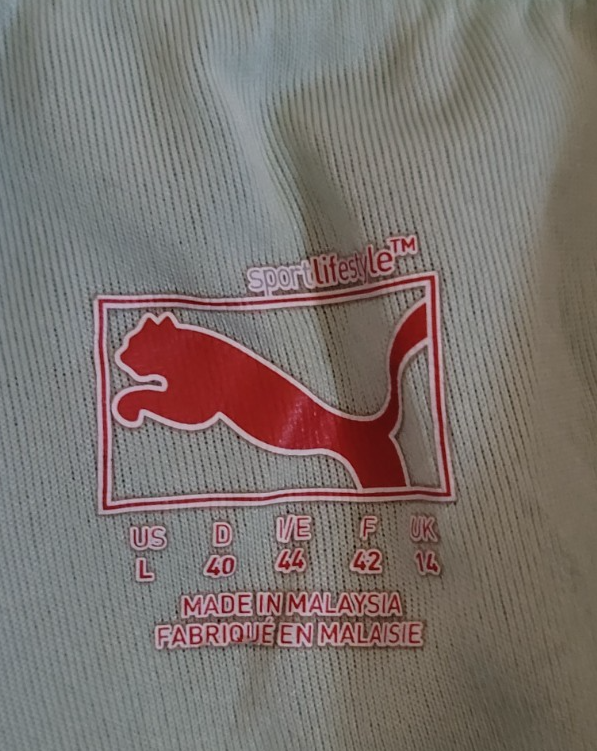 sportlifestyle™
US D I/E F UK
L 40 44 42 14
MADE IN MALAYSIA
FABRIQUÉ EN MALAISIE